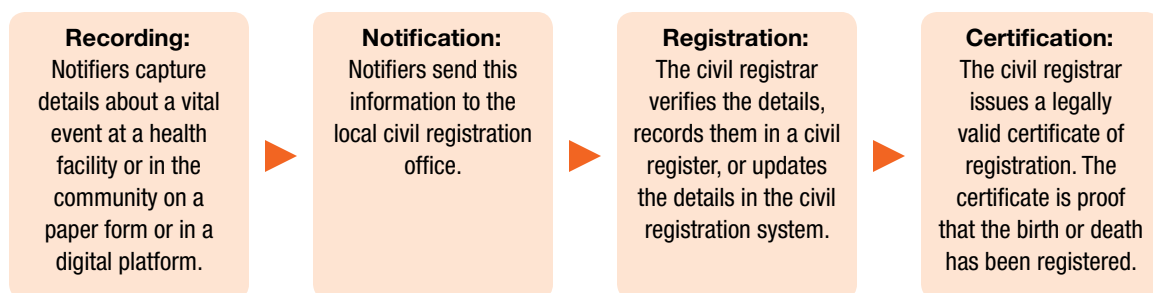 Recording:
Notifiers capture
details about a vital
event at a health
facility or in the
community on a
paper form or in a
digital platform.
Notification:
Notifiers send this
information to the
local civil registration
office.
Registration:
The civil registrar
verifies the details,
records them in a civil
register, or updates
the details in the civil
registration system.
Certification:
The civil registrar
issues a legally
valid certificate of
registration. The
certificate is proof
that the birth or death
has been registered.